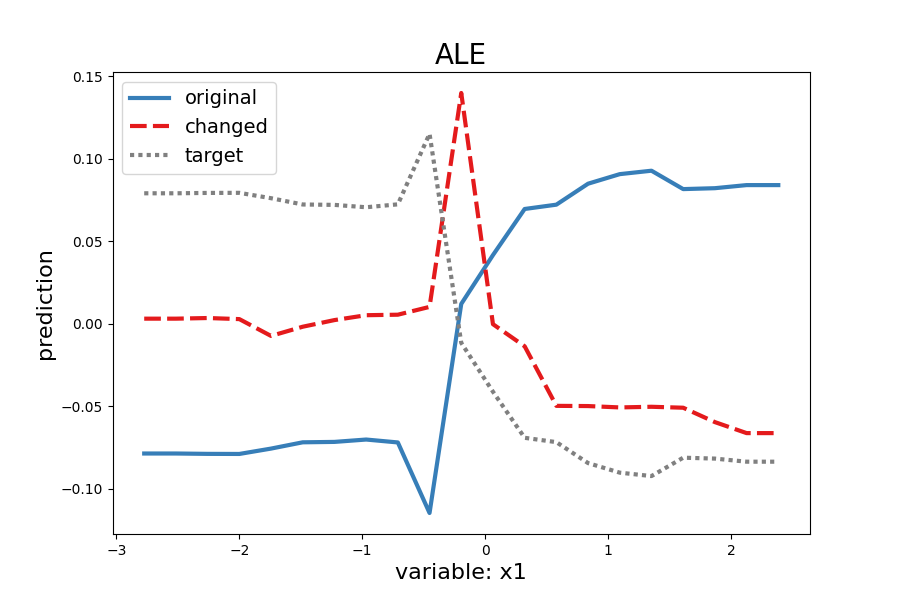 ALE
original
changed
target
prediction
0.15
0.10
0.05
0.00
−0.05
−0.10
−3
−2
−1
0
1
2
variable: x1